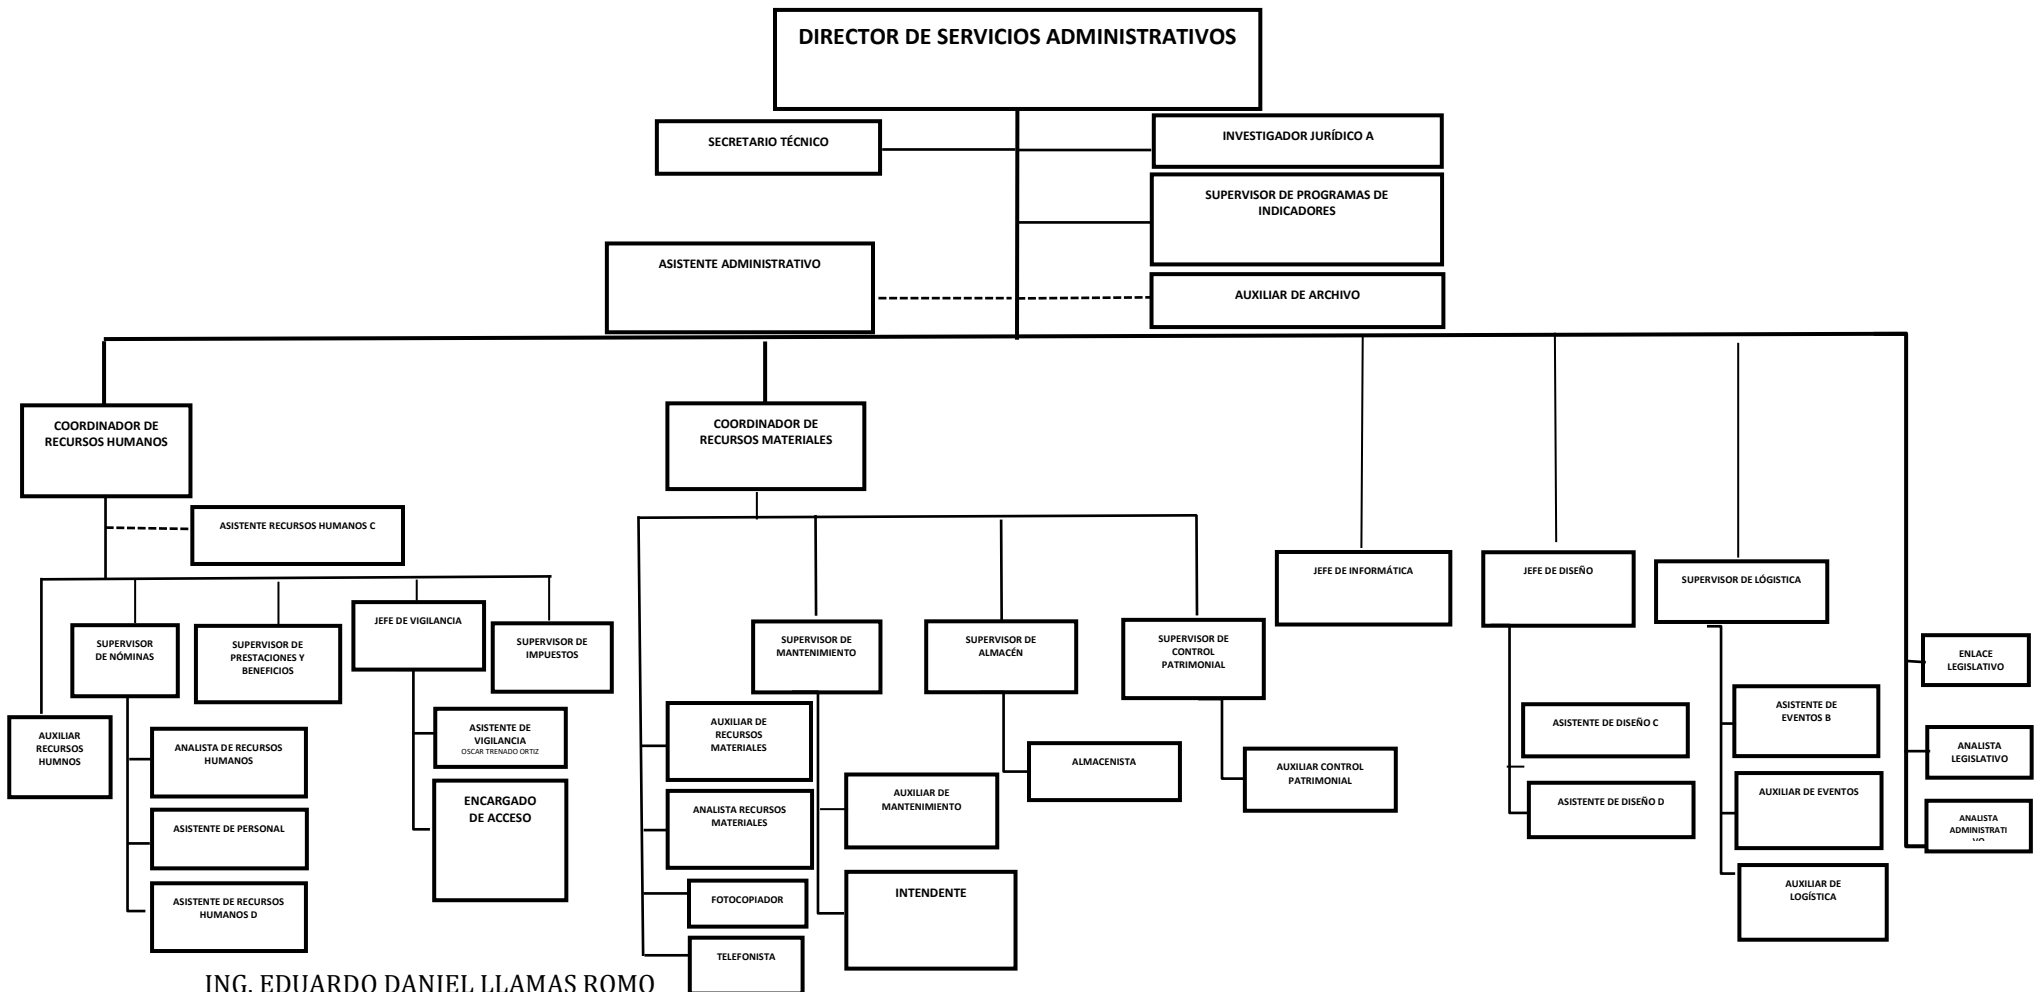 DIRECTOR DE SERVICIOS ADMINISTRATIVOS
SECRETARIO TÉCNICO
INVESTIGADOR JURÍDICO A
SUPERVISOR DE PROGRAMAS DE
INDICADORES
ASISTENTE ADMINISTRATIVO
AUXILIAR DE ARCHIVO
COORDINADOR DE
RECURSOS HUMANOS
COORDINADOR DE
RECURSOS MATERIALES
ASISTENTE RECURSOS HUMANOS C
JEFE DE INFORMÁTICA
JEFE DE DISEÑO
SUPERVISOR DE LÓGISTICA
SUPERVISOR
DE NÓMINAS
SUPERVISOR DE
PRESTACIONES Y
BENEFICIOS
JEFE DE VIGILANCIA
SUPERVISOR DE
IMPUESTOS
SUPERVISOR DE
MANTENIMIENTO
SUPERVISOR DE
ALMACÉN
SUPERVISOR DE
CONTROL
PATRIMONIAL
ENLACE
LEGISLATIVO
AUXILIAR
RECURSOS
HUMNOS
ANALISTA DE RECURSOS
HUMANOS
ASISTENTE DE PERSONAL
ASISTENTE DE RECURSOS
HUMANOS D
ASISTENTE DE
VIGILANCIA
OSCAR TRENADO ORTIZ
ENCARGADO
DE ACCESO
AUXILIAR DE
RECURSOS
MATERIALES
ANALISTA RECURSOS
MATERIALES
FOTOCOPIADOR
TELEFONISTA
AUXILIAR DE
MANTENIMIENTO
INTENDENTE
ALMACENISTA
AUXILIAR CONTROL
PATRIMONIAL
ASISTENTE DE DISEÑO C
ASISTENTE DE DISEÑO D
ASISTENTE DE
EVENTOS B
AUXILIAR DE EVENTOS
AUXILIAR DE
LOGÍSTICA
ANALISTA
LEGISLATIVO
ANALISTA
ADMINISTRATI
VO
ING. EDUARDO DANIEL LLAMAS ROMO